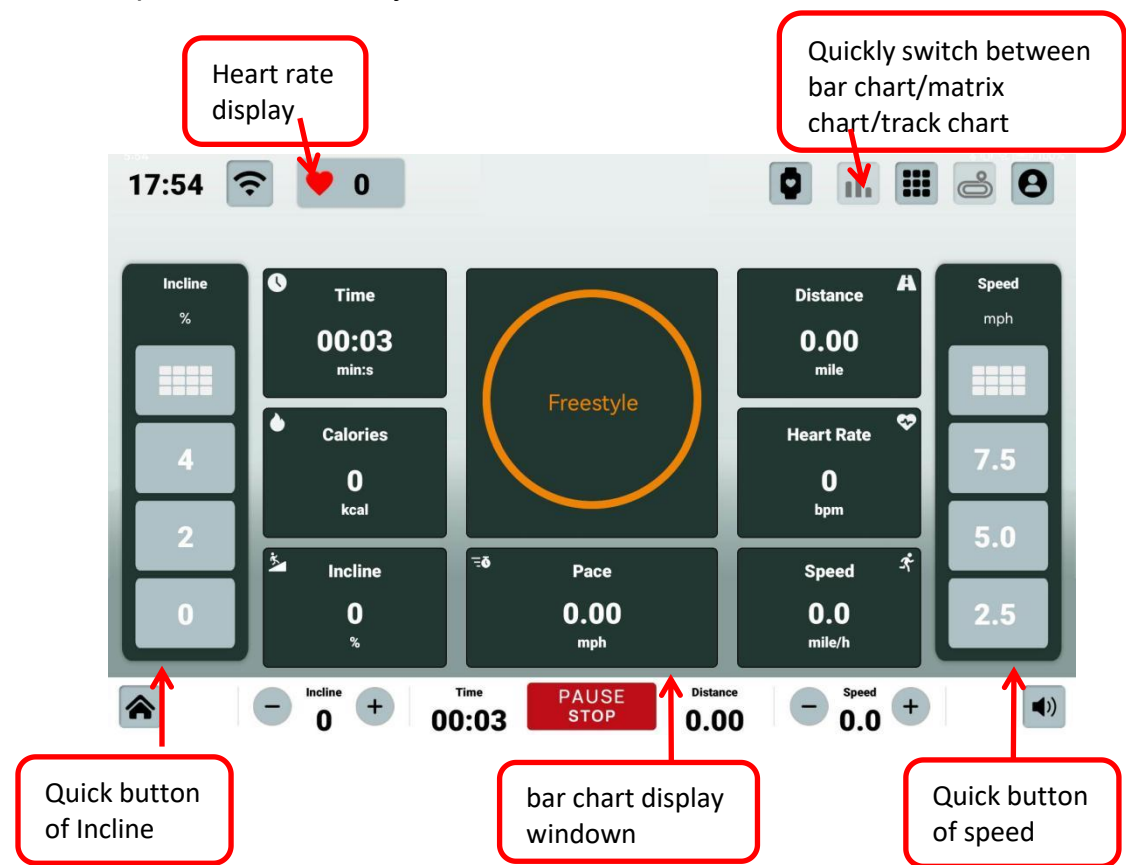 Heart rate
display
Quickly switch between
bar chart/matrix
chart/track chart
17:54
0
Incline
%
4
2
0
Time
00:03
min:s
Calories
0
kcal
Incline
0
%
Freestyle
Pace
0.00
mph
Distance
0.00
mile
Heart Rate
0
bpm
Speed
0.0
mile/h
Speed
mph
7.5
5.0
2.5
Incline
0
Time
00:03
PAUSE
STOP
Distance
0.00
Speed
0.0
Quick button
of Incline
bar chart display
windown
Quick button
of speed